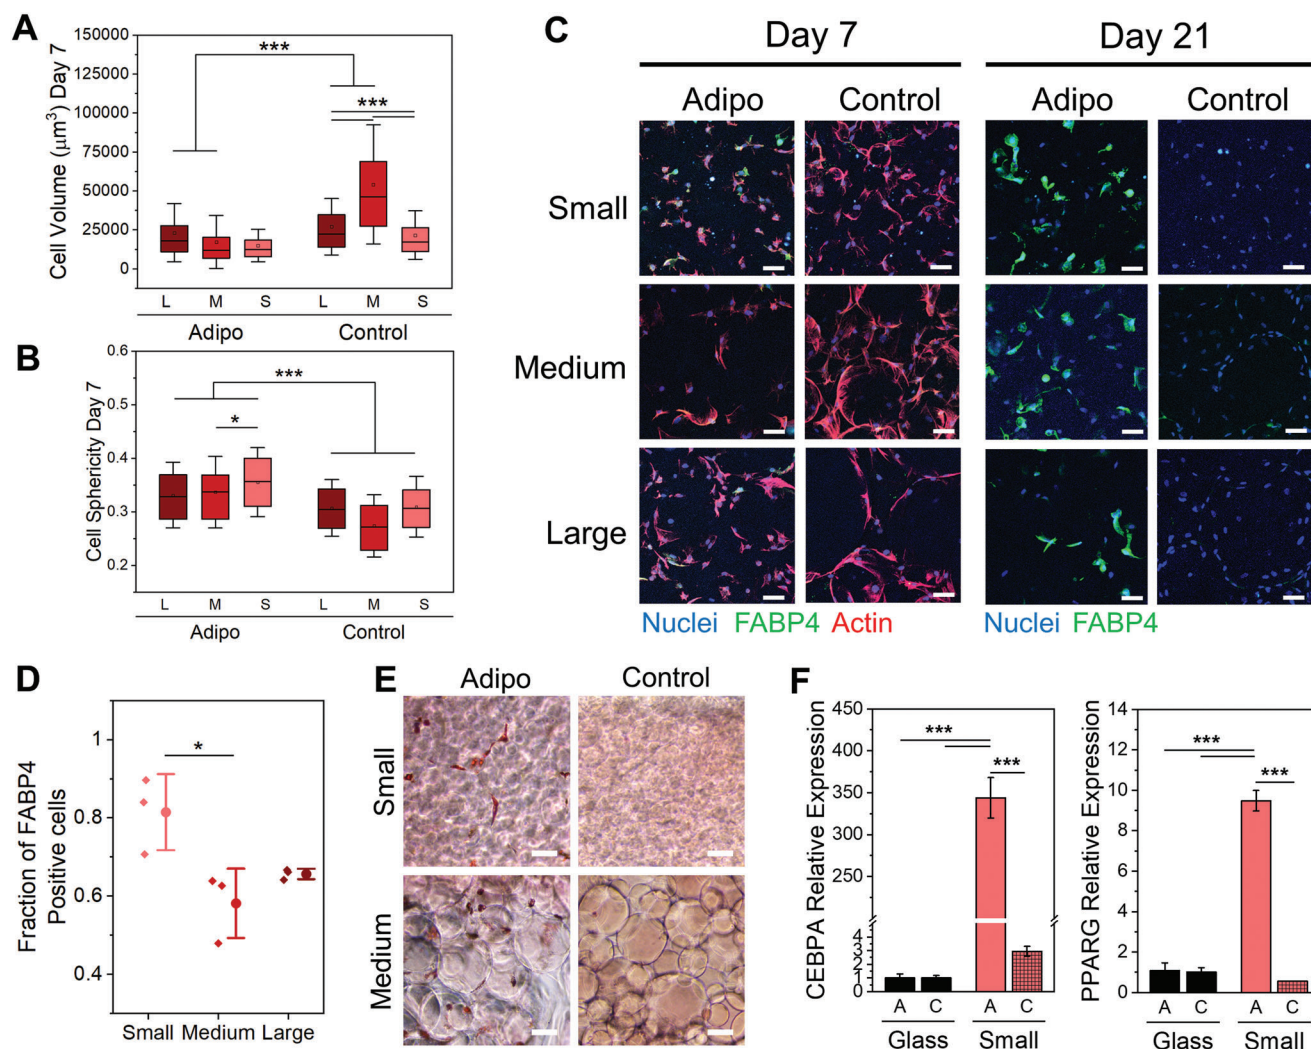 A
Cell Volume (μm³) Day 7
150000
125000
100000
75000
50000
25000
0
***
***
L M S L M S
Adipo Control
B
Cell Sphericity Day 7
0.6
0.5
0.4
0.3
0.2
***
*
L M S L M S
Adipo Control
C
Day 7 Day 21
Adipo Control Adipo Control
Small
Medium
Large
Nuclei FABP4 Actin Nuclei FABP4
D
Fraction of FABP4
Positive cells
1
0.8
0.6
0.4
*
Small Medium Large
E
Adipo Control
Small
Medium
F
CEBPA Relative Expression
450
400
350
300
250
4
3
2
1
0
***
***
A C A C
Glass Small
PPARG Relative Expression
14
12
10
8
6
4
2
0
***
***
A C A C
Glass Small